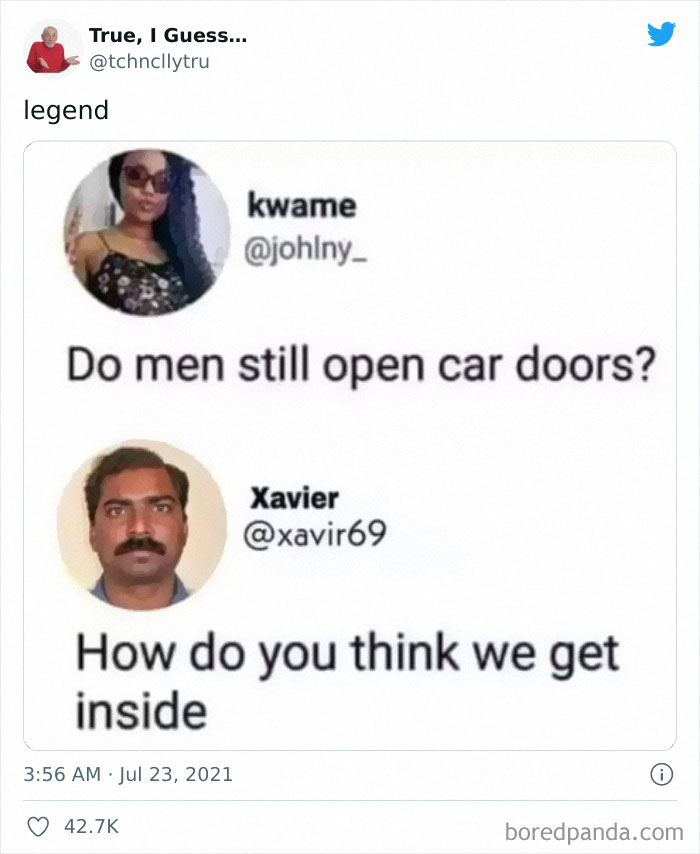 True, I Guess...
@tchncllytru
legend
kwame
@johlny_
Do men still open car doors?
Xavier
@xavir69
How do you think we get
inside
3:56 AM · Jul 23, 2021
42.7K
boredpanda.com